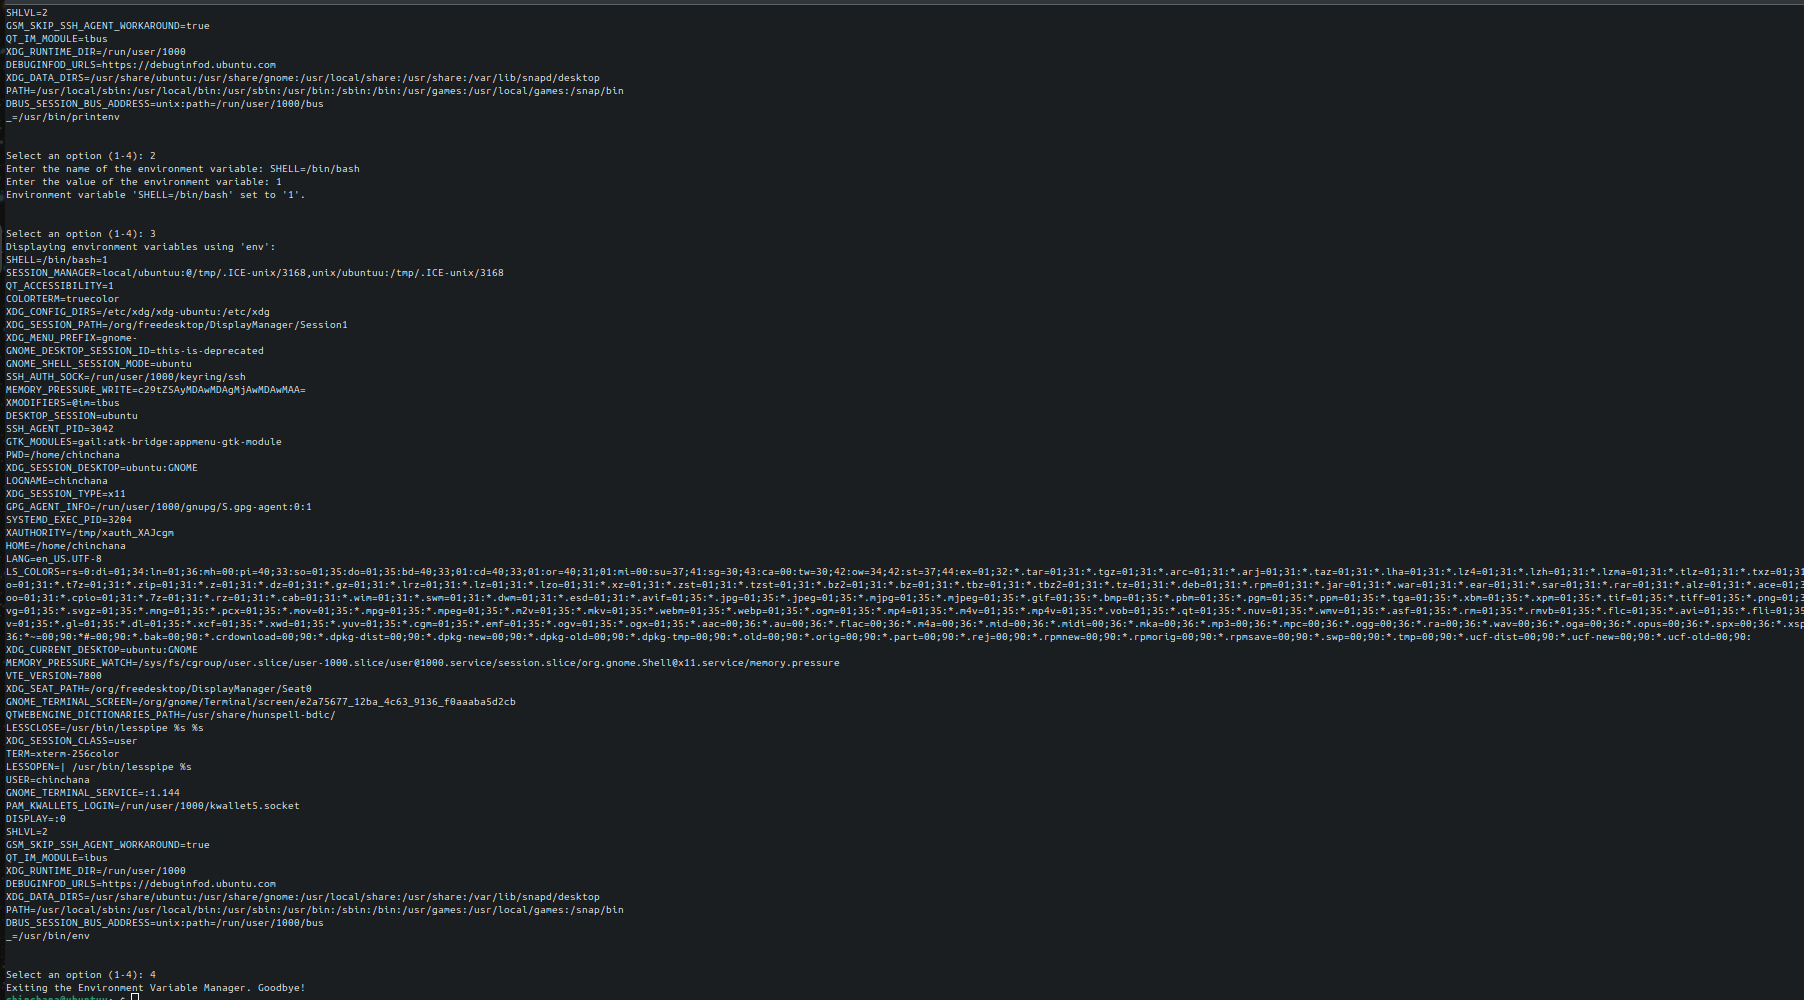 SHLVL=2
GSM_SKIP_SSH_AGENT_WORKAROUND=true
QT_IM_MODULE=ibus
XDG_RUNTIME_DIR=/run/user/1000
DEBUGINFOD_URLS=https://debuginfod.ubuntu.com
XDG_DATA_DIRS=/usr/share/ubuntu:/usr/share/gnome:/usr/local/share:/usr/share:/var/lib/snapd/desktop
PATH=/usr/local/sbin:/usr/local/bin:/usr/sbin:/usr/bin:/sbin:/bin:/usr/games:/usr/local/games:/snap/bin
DBUS_SESSION_BUS_ADDRESS=unix:path=/run/user/1000/bus
_=/usr/bin/printenv
Select an option (1-4): 2
Enter the name of the environment variable: SHELL=/bin/bash
Enter the value of the environment variable: 1
Environment variable 'SHELL=/bin/bash' set to '1'.
Select an option (1-4): 3
Displaying environment variables using 'env':
SHELL=/bin/bash=1
SESSION_MANAGER=local/ubuntuu:@/tmp/.ICE-unix/3168,unix/ubuntuu:/tmp/.ICE-unix/3168
QT_ACCESSIBILITY=1
COLORTERM=truecolor
XDG_CONFIG_DIRS=/etc/xdg/xdg-ubuntu:/etc/xdg
XDG_SESSION_PATH=/org/freedesktop/DisplayManager/Session1
XDG_MENU_PREFIX=gnome-
GNOME_DESKTOP_SESSION_ID=this-is-deprecated
GNOME_SHELL_SESSION_MODE=ubuntu
SSH_AUTH_SOCK=/run/user/1000/keyring/ssh
MEMORY_PRESSURE_WRITE=c29tZSAyMDAwMDAgMjAwMDAwMAA=
XMODIFIERS=@im=ibus
DESKTOP_SESSION=ubuntu
SSH_AGENT_PID=3042
GTK_MODULES=gail:atk-bridge:appmenu-gtk-module
PWD=/home/chinchana
XDG_SESSION_DESKTOP=ubuntu:GNOME
LOGNAME=chinchana
XDG_SESSION_TYPE=x11
GPG_AGENT_INFO=/run/user/1000/gnupg/S.gpg-agent:0:1
SYSTEMD_EXEC_PID=3204
XAUTHORITY=/tmp/xauth_XAJcgm
HOME=/home/chinchana
LANG=en_US.UTF-8
LS_COLORS=rs=0:di=01;34:ln=01;36:mh=00:pi=40;33:so=01;35:do=01;35:bd=40;33;01:cd=40;33;01:or=40;31;01:mi=00:su=37;41:sg=30;43:ca=00:tw=30;42:ow=34;42:st=37;44:ex=01;32:*.tar=01;31:*.tgz=01;31:*.arc=01;31:*.arj=01;31:*.taz=01;31:*.lha=01;31:*.lz4=01;31:*.lzh=01;31:*.lzma=01;31:*.tlz=01;31:*.txz=01;31
o=01;31:*.t7z=01;31:*.zip=01;31:*.z=01;31:*.dz=01;31:*.gz=01;31:*.lrz=01;31:*.lz=01;31:*.lzo=01;31:*.xz=01;31:*.zst=01;31:*.tzst=01;31:*.bz2=01;31:*.bz=01;31:*.tbz=01;31:*.tbz2=01;31:*.tz=01;31:*.deb=01;31:*.rpm=01;31:*.jar=01;31:*.war=01;31:*.ear=01;31:*.sar=01;31:*.rar=01;31:*.alz=01;31:*.ace=01;3
oo=01;31:*.cpio=01;31:*.7z=01;31:*.rz=01;31:*.cab=01;31:*.wim=01;31:*.swm=01;31:*.dwm=01;31:*.esd=01;31:*.avif=01;35:*.jpg=01;35:*.jpeg=01;35:*.mjpg=01;35:*.mjpeg=01;35:*.gif=01;35:*.bmp=01;35:*.pbm=01;35:*.pgm=01;35:*.ppm=01;35:*.tga=01;35:*.xbm=01;35:*.xpm=01;35:*.tif=01;35:*.tiff=01;35:*.png=01;3
vg=01;35:*.svgz=01;35:*.mng=01;35:*.pcx=01;35:*.mov=01;35:*.mpg=01;35:*.mpeg=01;35:*.m2v=01;35:*.mkv=01;35:*.webm=01;35:*.webp=01;35:*.ogm=01;35:*.mp4=01;35:*.m4v=01;35:*.mp4v=01;35:*.vob=01;35:*.qt=01;35:*.nuv=01;35:*.wmv=01;35:*.asf=01;35:*.rm=01;35:*.rmvb=01;35:*.flc=01;35:*.avi=01;35:*.fli=01;35
v=01;35:*.gl=01;35:*.dl=01;35:*.xcf=01;35:*.xwd=01;35:*.yuv=01;35:*.cgm=01;35:*.emf=01;35:*.ogv=01;35:*.ogx=01;35:*.aac=00;36:*.au=00;36:*.flac=00;36:*.m4a=00;36:*.mid=00;36:*.midi=00;36:*.mka=00;36:*.mp3=00;36:*.mpc=00;36:*.ogg=00;36:*.ra=00;36:*.wav=00;36:*.oga=00;36:*.opus=00;36:*.spx=00;36:*.xsp
36:*~=00;90:*#=00;90:*.bak=00;90:*.crdownload=00;90:*.dpkg-dist=00;90:*.dpkg-new=00;90:*.dpkg-old=00;90:*.dpkg-tmp=00;90:*.old=00;90:*.orig=00;90:*.part=00;90:*.rej=00;90:*.rpmnew=00;90:*.rpmorig=00;90:*.rpmsave=00;90:*.swp=00;90:*.tmp=00;90:*.ucf-dist=00;90:*.ucf-new=00;90:*.ucf-old=00;90:
XDG_CURRENT_DESKTOP=ubuntu:GNOME
MEMORY_PRESSURE_WATCH=/sys/fs/cgroup/user.slice/user-1000.slice/user@1000.service/session.slice/org.gnome.Shell@x11.service/memory.pressure
VTE_VERSION=7800
XDG_SEAT_PATH=/org/freedesktop/DisplayManager/Seat0
GNOME_TERMINAL_SCREEN=/org/gnome/Terminal/screen/e2a75677_12ba_4c63_9136_f0aaaba5d2cb
QTWEBENGINE_DICTIONARIES_PATH=/usr/share/hunspell-bdic/
LESSCLOSE=/usr/bin/lesspipe %s %s
XDG_SESSION_CLASS=user
TERM=xterm-256color
LESSOPEN=| /usr/bin/lesspipe %s
USER=chinchana
GNOME_TERMINAL_SERVICE=:1.144
PAM_KWALLET5_LOGIN=/run/user/1000/kwallet5.socket
DISPLAY=:0
SHLVL=2
GSM_SKIP_SSH_AGENT_WORKAROUND=true
QT_IM_MODULE=ibus
XDG_RUNTIME_DIR=/run/user/1000
DEBUGINFOD_URLS=https://debuginfod.ubuntu.com
XDG_DATA_DIRS=/usr/share/ubuntu:/usr/share/gnome:/usr/local/share:/usr/share:/var/lib/snapd/desktop
PATH=/usr/local/sbin:/usr/local/bin:/usr/sbin:/usr/bin:/sbin:/bin:/usr/games:/usr/local/games:/snap/bin
DBUS_SESSION_BUS_ADDRESS=unix:path=/run/user/1000/bus
_=/usr/bin/env
Select an option (1-4): 4
Exiting the Environment Variable Manager. Goodbye!